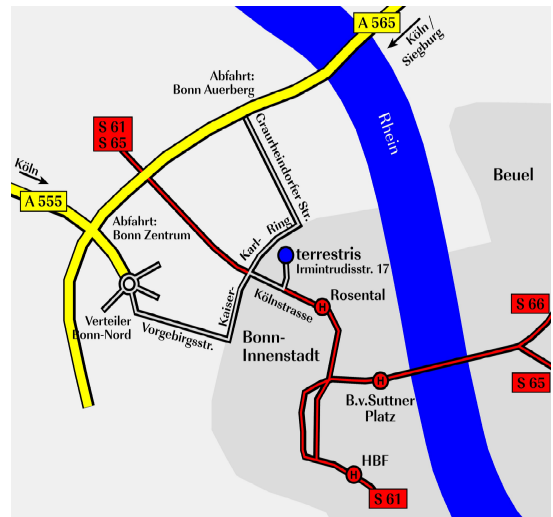 A 565
Köln /
Siegburg
Abfahrt:
Bonn Auerberg
S 61
S 65
Graurheindorfer Str.
Rhein
Köln
Beuel
A 555
Abfahrt:
Bonn Zentrum
Karl-
Ring
terrestris
Irmintrudisstr. 17
Kaiser-
Kölnstrasse
H
Rosental
S 66
Verteiler
Bonn-Nord
Vorgebirgsstr.
Bonn-
Innenstadt
H
B.v.Suttner
Platz
S 65
HBF
H
S 61